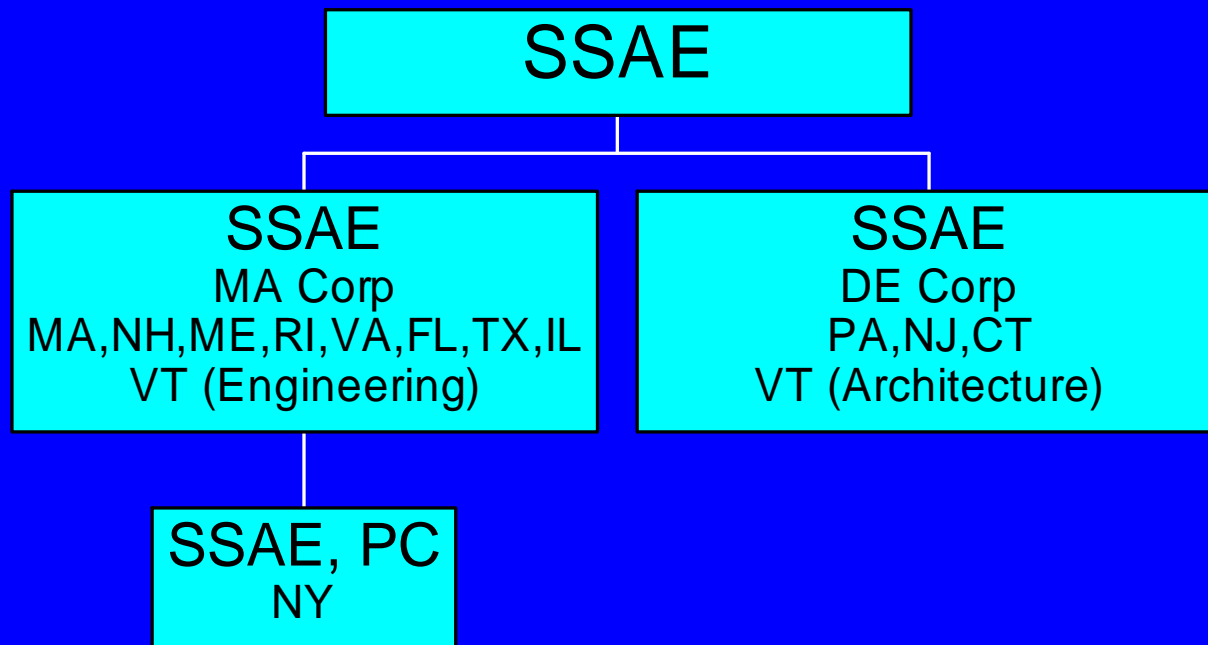 SSAE
SSAE
MA Corp
MA,NH,ME,RI,VA,FL,TX,IL
VT (Engineering)
SSAE
DE Corp
PA,NJ,CT
VT (Architecture)
SSAE, PC
NY